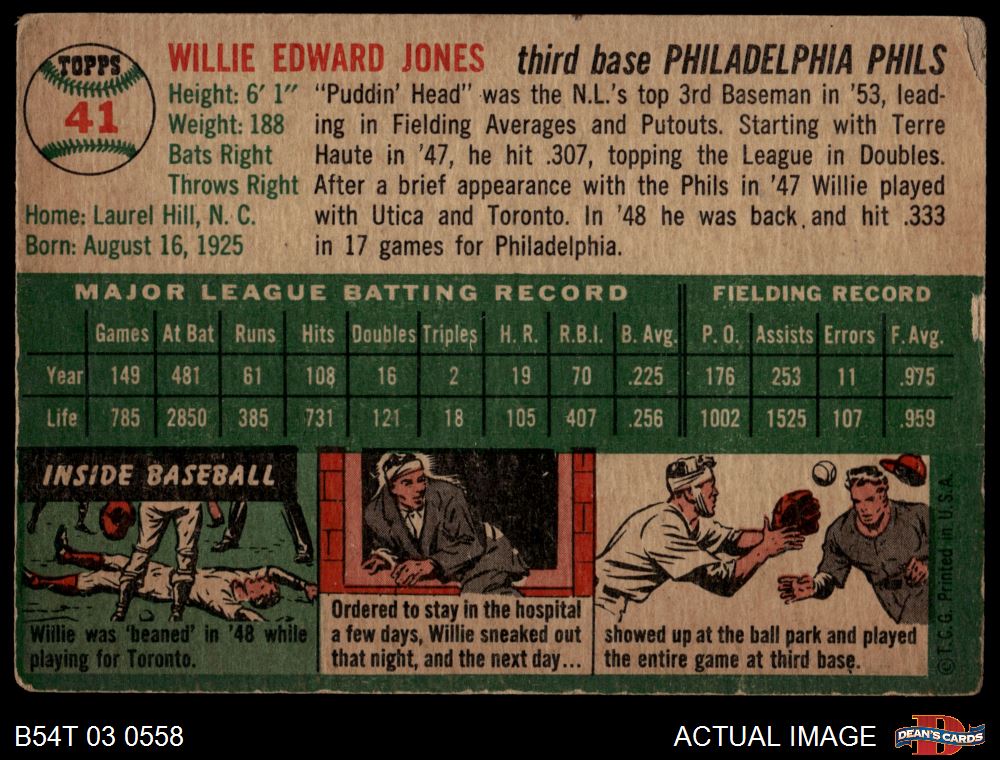 TOPPS
41
WILLIE EDWARD JONES third base PHILADELPHIA PHILS
Height: 6' 1"
Weight: 188
Bats Right
Throws Right
Home: Laurel Hill, N. C.
Born: August 16, 1925
"Puddin' Head" was the N.L.'s top 3rd Baseman in '53, lead-
ing in Fielding Averages and Putouts. Starting with Terre
Haute in '47, he hit .307, topping the League in Doubles.
After a brief appearance with the Phils in '47 Willie played
with Utica and Toronto. In '48 he was back and hit .333
in 17 games for Philadelphia.
MAJOR LEAGUE BATTING RECORD FIELDING RECORD
Games At Bat Runs Hits Doubles Triples H. R. R.B.I. B. Avg. P. O. Assists Errors F. Avg.
Year 149 481 61 108 16 2 19 70 .225 176 253 11 .975
Life 785 2850 385 731 121 18 105 407 .256 1002 1525 107 .959
INSIDE BASEBALL
Willie was 'beaned' in '48 while
playing for Toronto.
Ordered to stay in the hospital
a few days, Willie sneaked out
that night, and the next day...
showed up at the ball park and played
the entire game at third base.
© T.C.G. Printed in U.S.A.
B54T 03 0558
ACTUAL IMAGE
D
DEAN'S CARDS